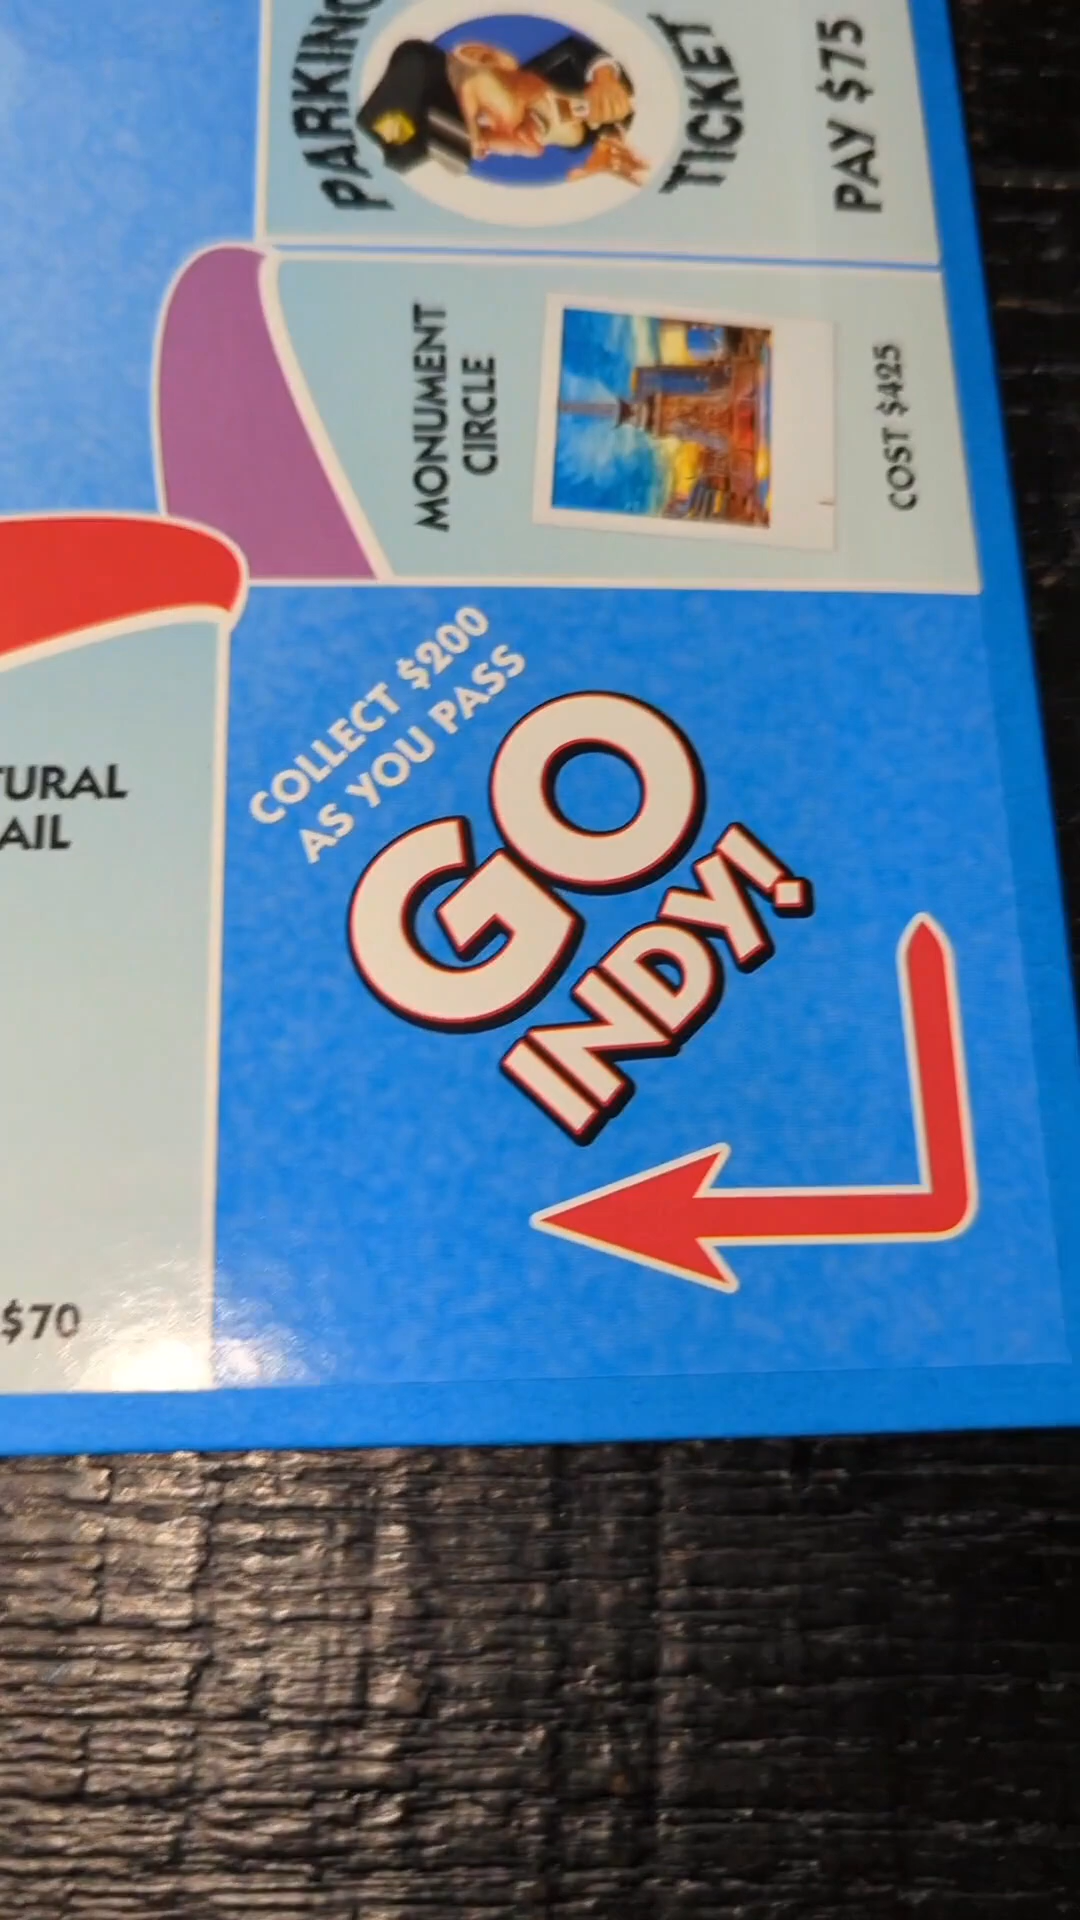 PARKING
TICKET
PAY $75
MONUMENT
CIRCLE
COST $425
COLLECT $200
AS YOU PASS
GO
INDY!
TURAL
AIL
$70